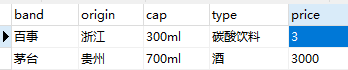 band origin cap type price
百事 浙江 300ml 碳酸饮料 3
茅台 贵州 700ml 酒 3000